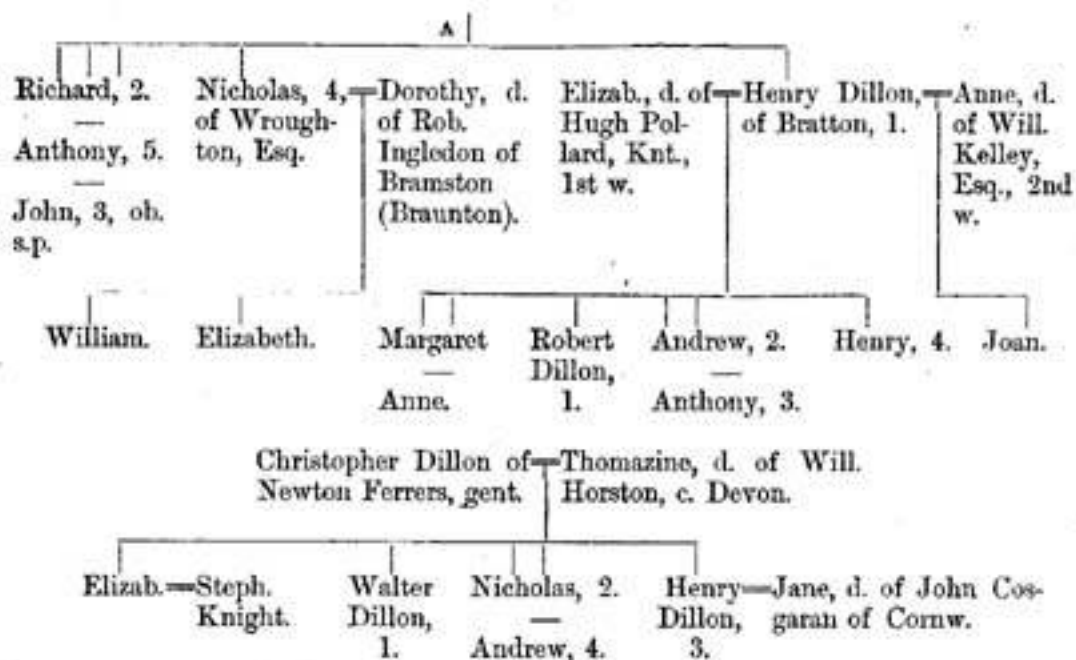 A
Richard, 2.
—
Anthony, 5.
—
John, 3, ob.
s.p.
Nicholas, 4,
of Wrough-
ton, Esq.
Dorothy, d.
of Rob.
Ingledon of
Bramston
(Braunton).
Elizab., d. of
Hugh Pol-
lard, Knt.,
1st w.
Henry Dillon,
of Bratton, 1.
Anne, d.
of Will.
Kelley,
Esq., 2nd
w.
William.
Elizabeth.
Margaret
—
Anne.
Robert
Dillon,
1.
Andrew, 2.
—
Anthony, 3.
Henry, 4.
Joan.
Christopher Dillon of
Newton Ferrers, gent.
Thomazine, d. of Will.
Horston, c. Devon.
Elizab.
Steph.
Knight.
Walter
Dillon,
1.
Nicholas, 2.
—
Andrew, 4.
Henry
Dillon,
3.
Jane, d. of John Cos-
garan of Cornw.